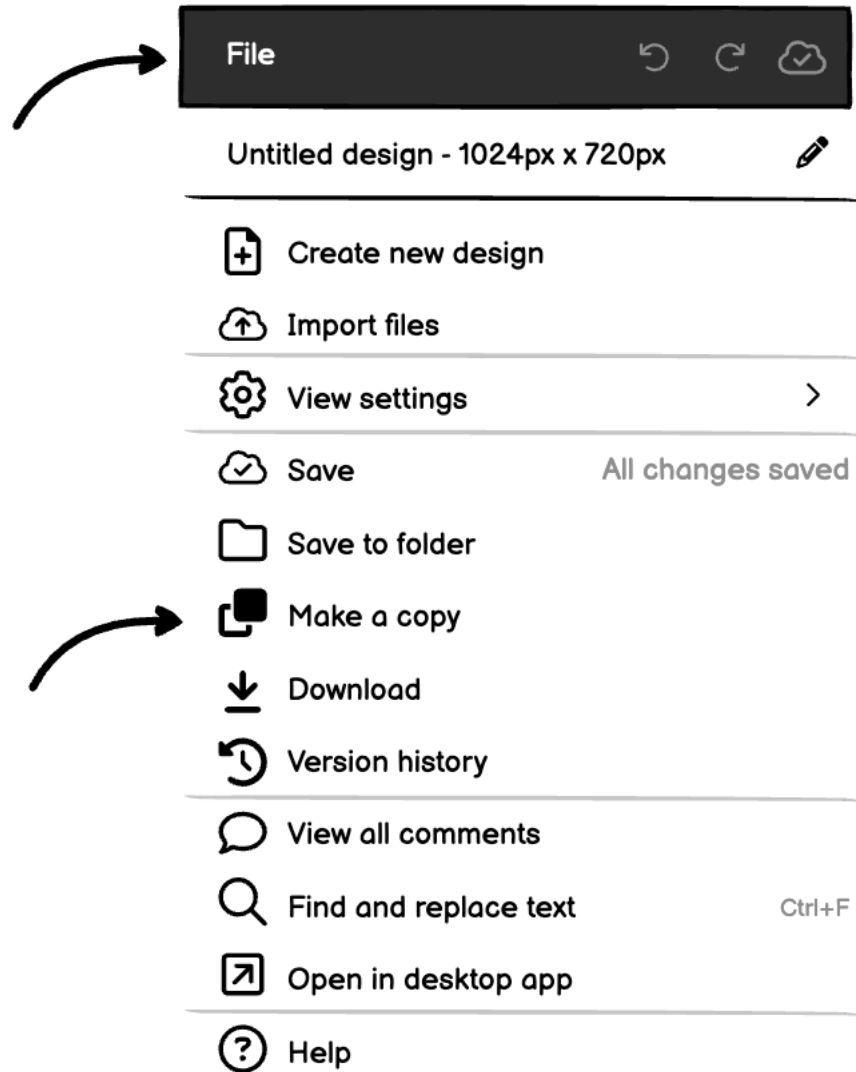 File
Untitled design - 1024px x 720px
Create new design
Import files
View settings
Save All changes saved
Save to folder
Make a copy
Download
Version history
View all comments
Find and replace text Ctrl+F
Open in desktop app
Help